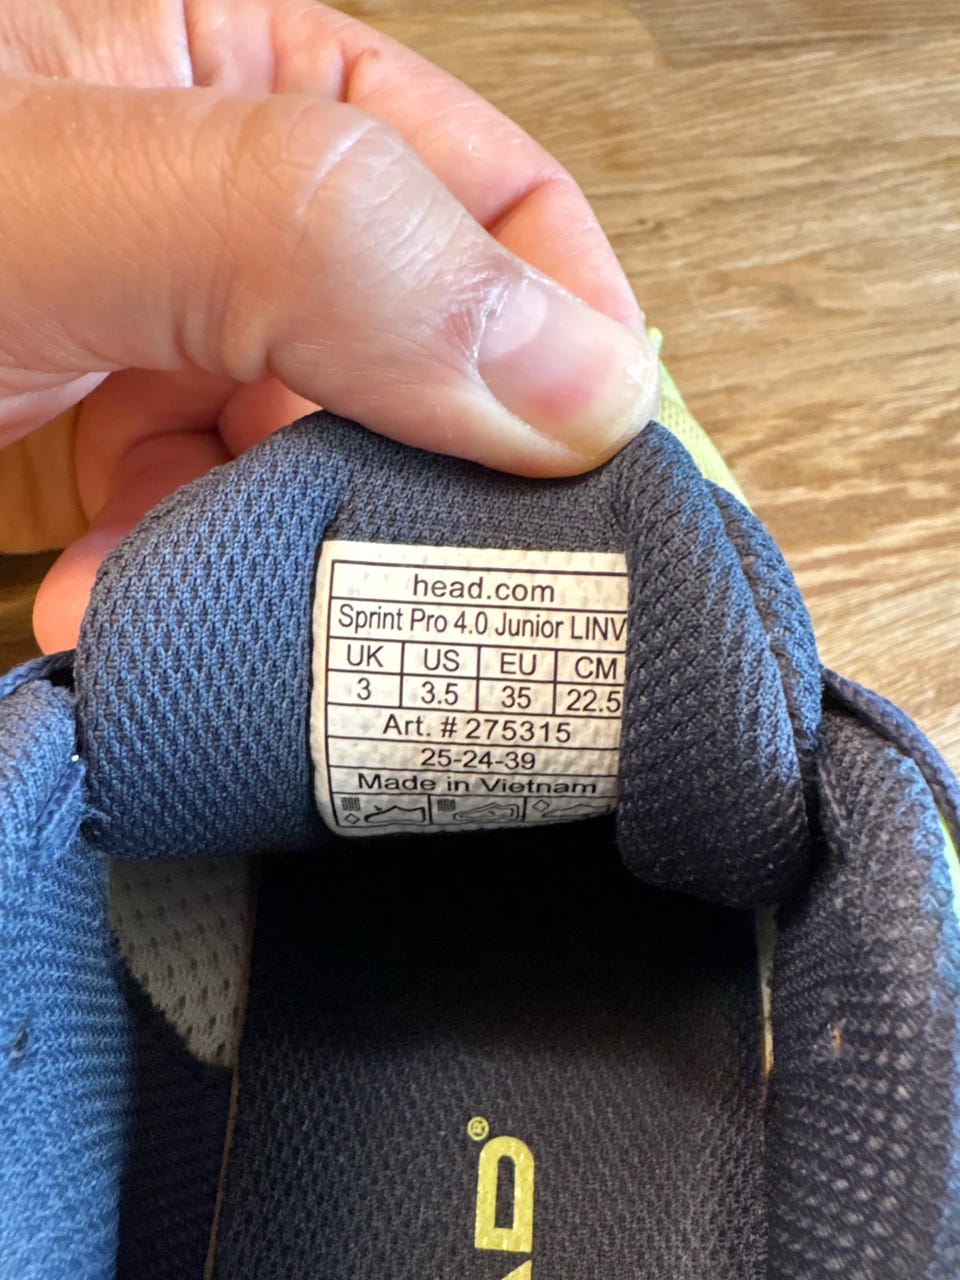 head.com
Sprint Pro 4.0 Junior LINV
UK US EU CM
3 3.5 35 22.5
Art. # 275315
25-24-39
Made in Vietnam
®
AD